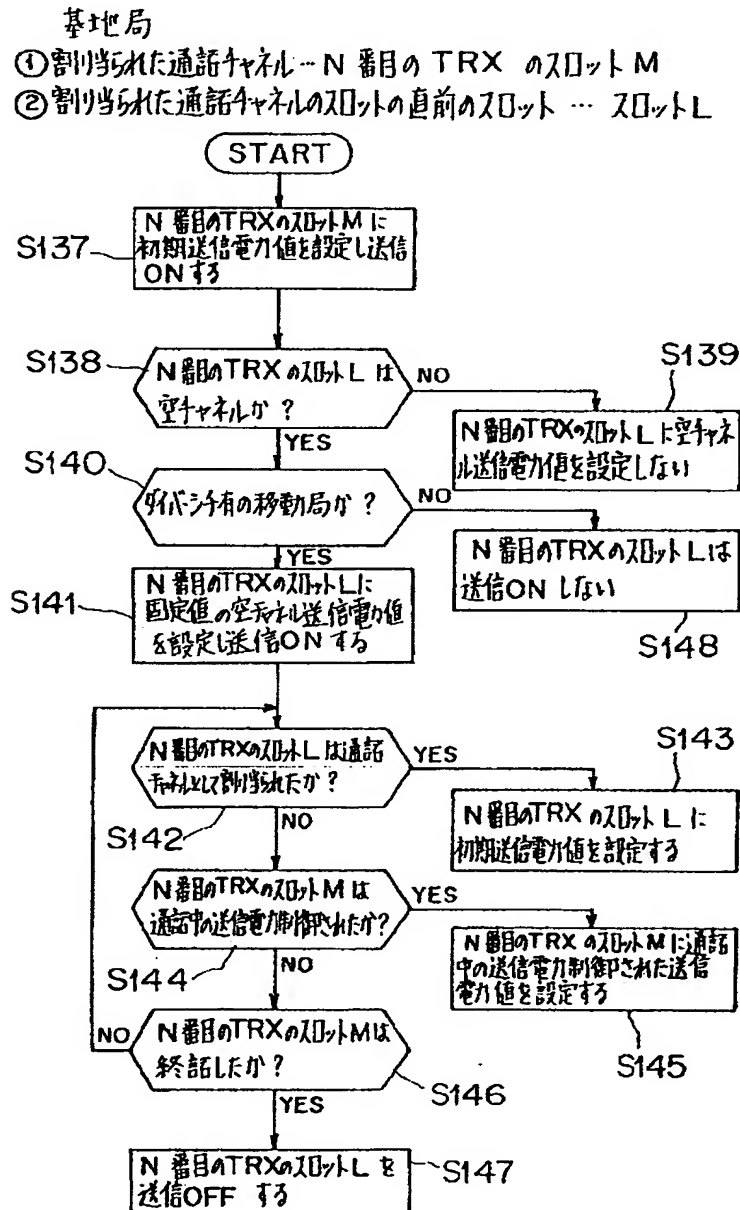 基地局
①割り当られた通話チャネル…N番目のTRXのスロットM
②割り当られた通話チャネルのスロットの直前のスロット…スロットL
START
N番目のTRXのスロットMに
初期送信電力値を設定し送信
ONする
S137
S138
N番目のTRXのスロットLは
空チャネルか?
NO
S139
N番目のTRXのスロットLに空チャネ
ル送信電力値を設定しない
YES
S140
ダイバーシチ有の移動局か?
NO
N番目のTRXのスロットLは
送信ONしない
S148
YES
S141
N番目のTRXのスロットLに
固定値の空チャネル送信電力値
を設定し送信ONする
N番目のTRXのスロットLは通話
チャネルとして割り当られたか?
YES
S143
S142
N番目のTRXのスロットLに
初期送信電力値を設定する
NO
N番目のTRXのスロットMは
通話中の送信電力制御されたか?
YES
S144
N番目のTRXのスロットMに通話
中の送信電力制御された送信
電力値を設定する
S145
NO
N番目のTRXのスロットMは
終話したか?
NO
S146
YES
N番目のTRXのスロットLを
送信OFFする
S147